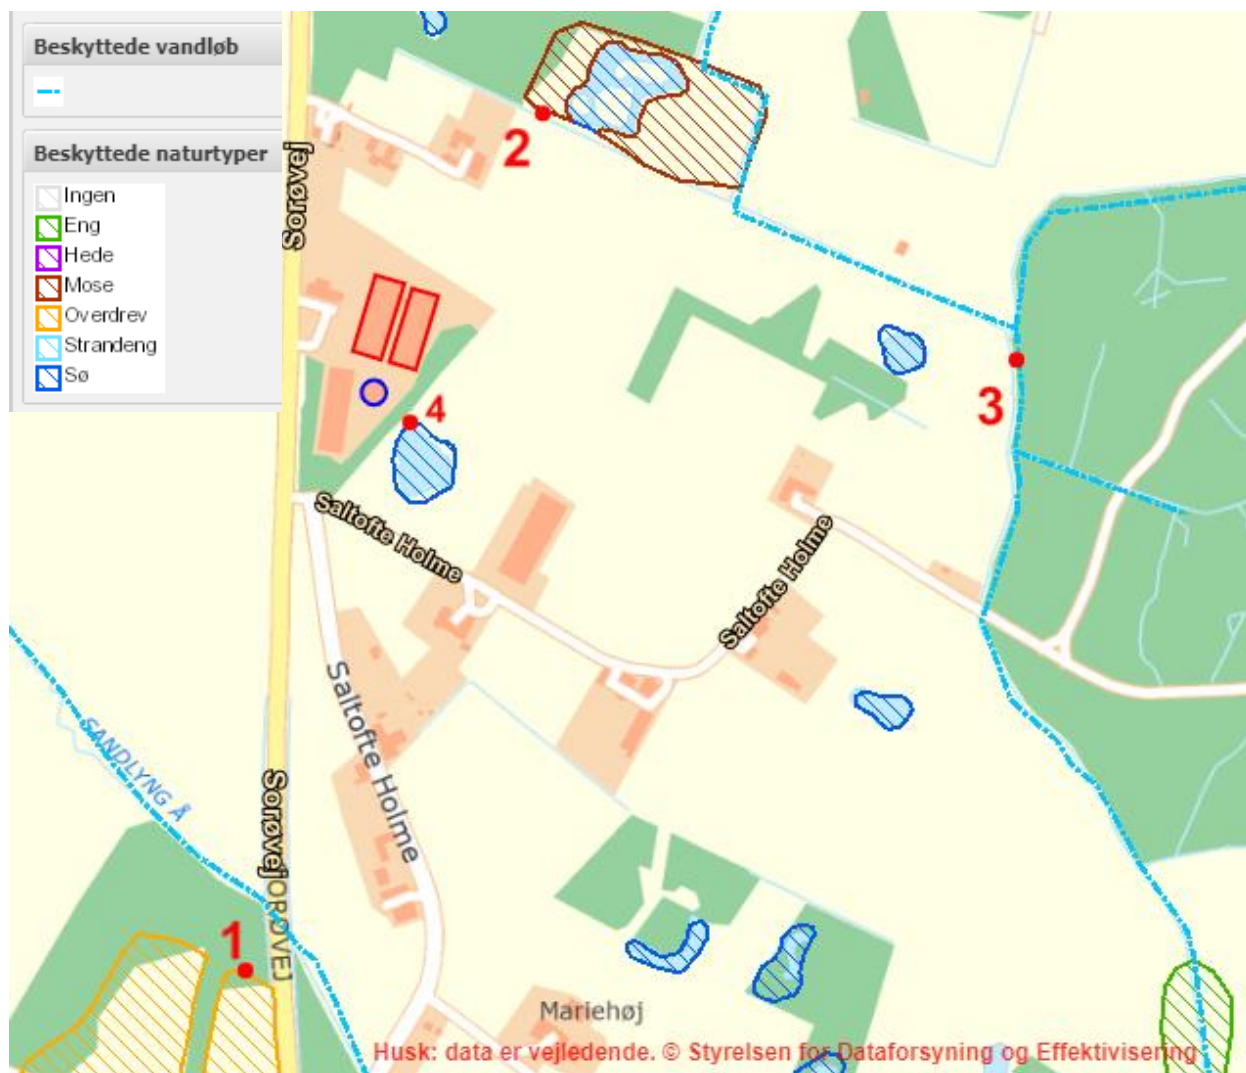 Beskyttede vandløb
Beskyttede naturtyper
Ingen
Eng
Hede
Mose
Overdrev
Strandeng
Sø
2
Sorøvej
3
4
Saltofte Holme
Saltofte Holme
Saltofte Holme
SANDLYNG Å
Sorøvej
SORØVEJ
1
Mariehøj
Husk: data er vejledende. © Styrelsen for Dataforsyning og Effektivisering